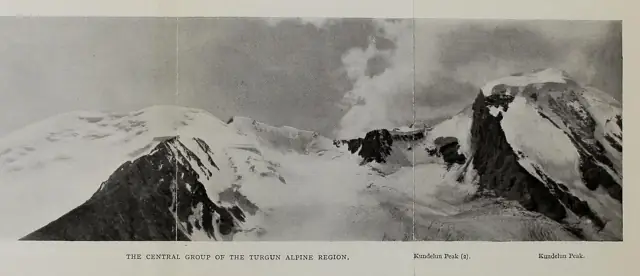 THE CENTRAL GROUP OF THE TURGUN ALPINE REGION,
Kundelun Peak (2).
Kundelun Peak.